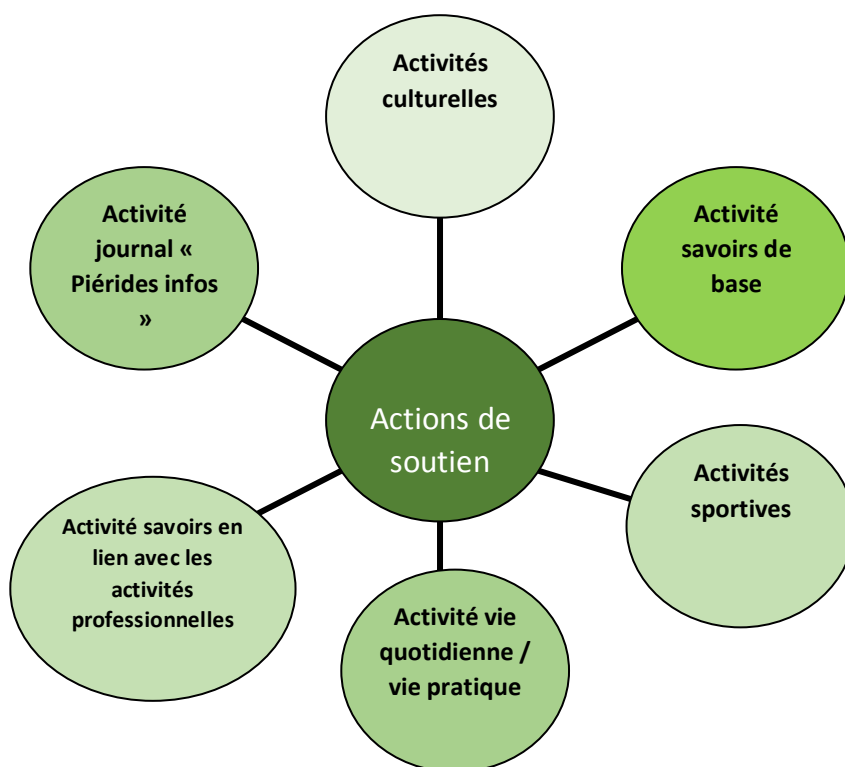 Activités
culturelles
Activité
journal «
Piérides infos
»
Activité
savoirs de
base
Actions de
soutien
Activités
sportives
Activité savoirs en
lien avec les
activités
professionnelles
Activité vie
quotidienne /
vie pratique